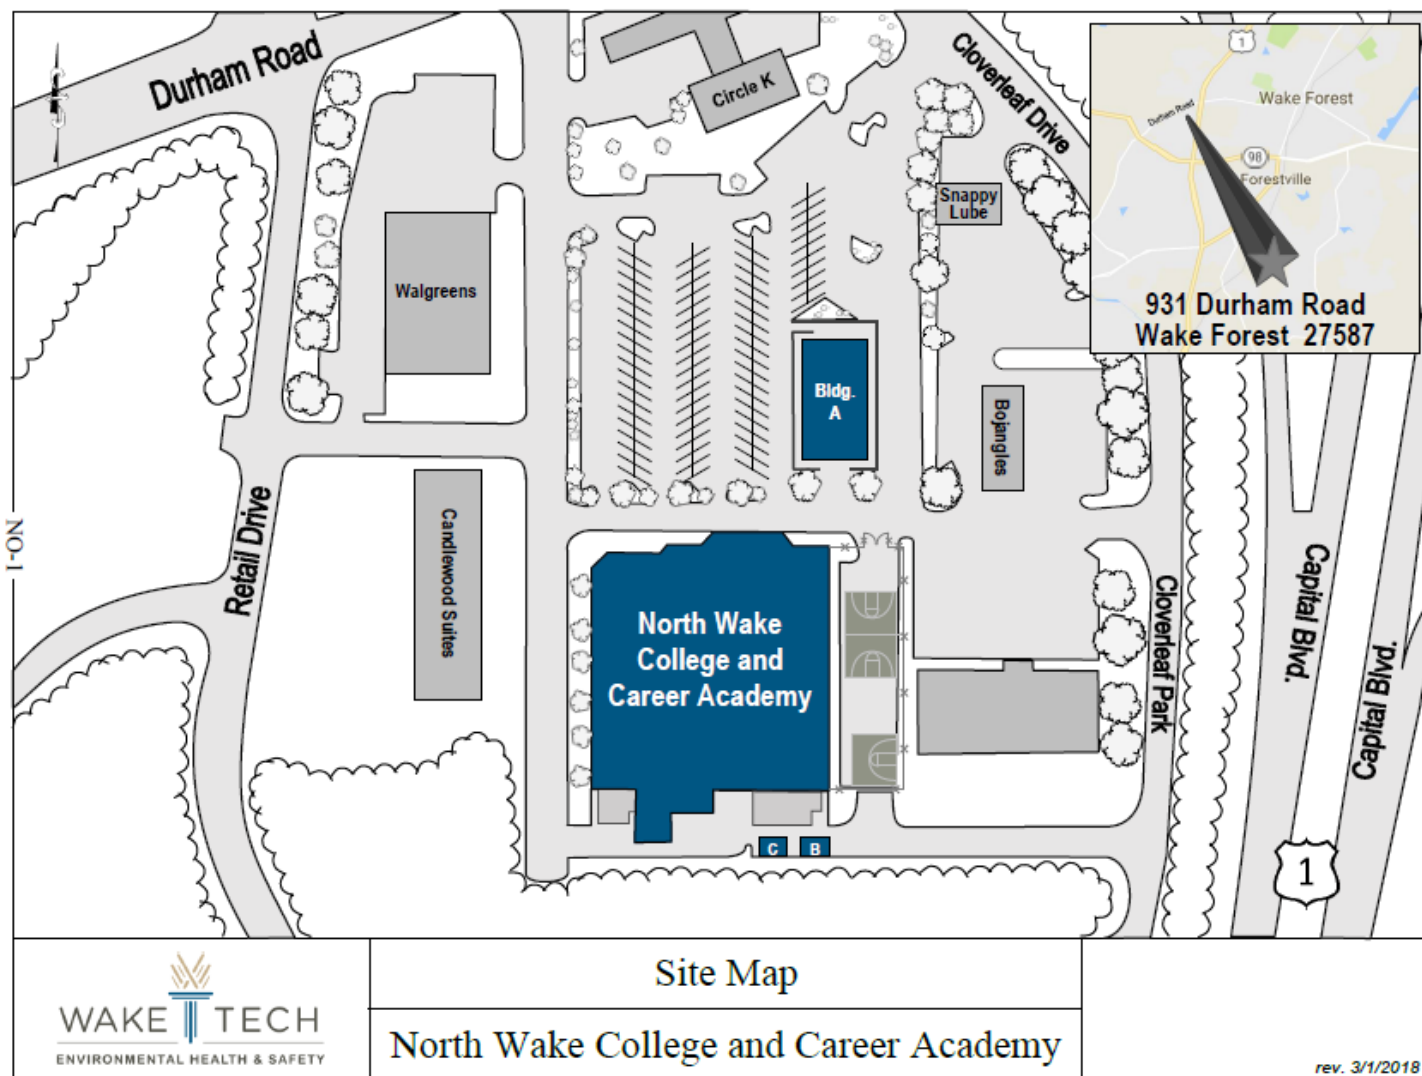 Durham Road
Circle K
Cloverleaf Drive
1
Wake Forest
Durham Road
98
Forestville
931 Durham Road
Wake Forest 27587
Snappy
Lube
Walgreens
Bldg.
A
Bojangles
NO-1
Retail Drive
Candlewood Suites
North Wake
College and
Career Academy
Cloverleaf Park
Capital Blvd.
Capital Blvd.
C
B
1
WAKE TECH
ENVIRONMENTAL HEALTH & SAFETY
Site Map
North Wake College and Career Academy
rev. 3/1/2018